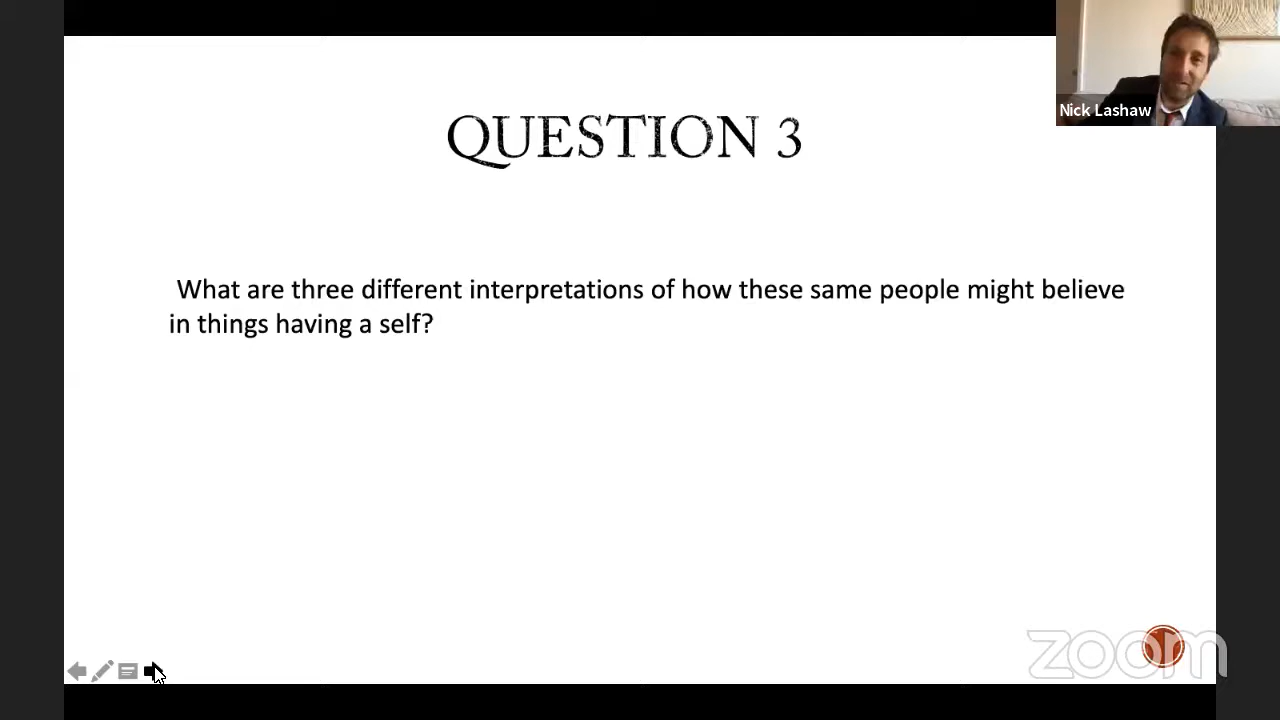 Nick Lashaw
QUESTION 3
What are three different interpretations of how these same people might believe
in things having a self?
zoom